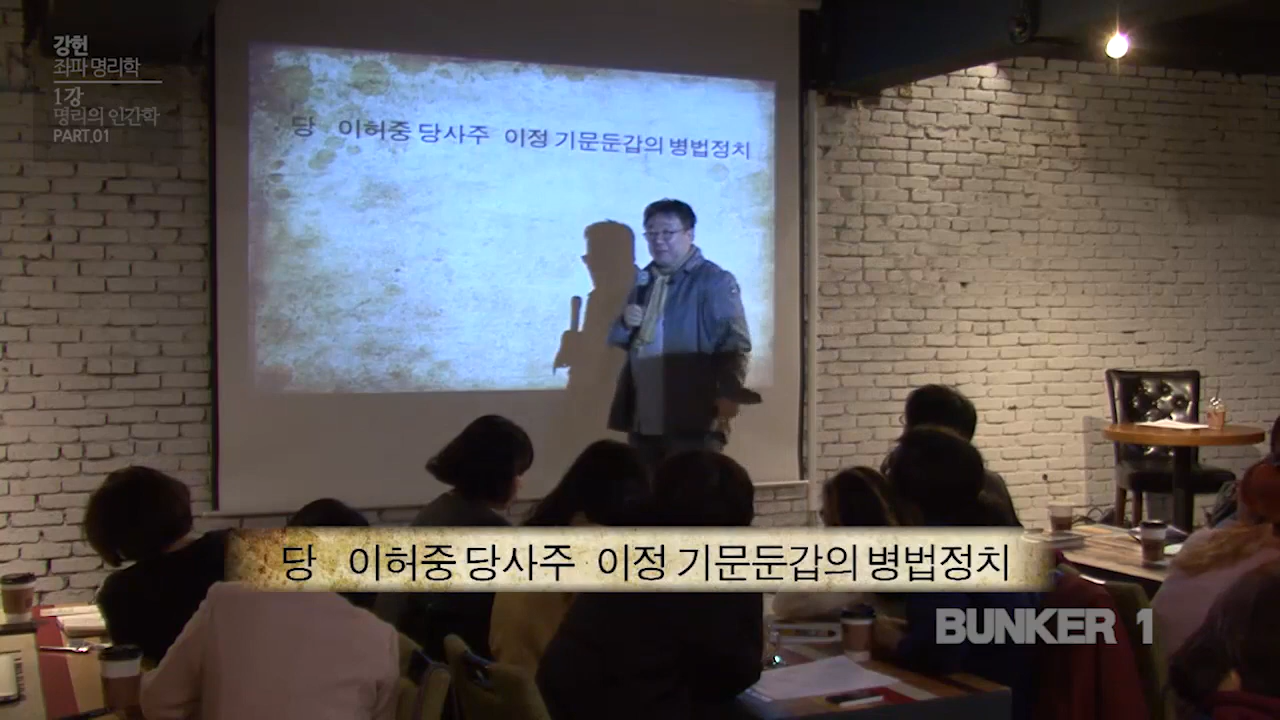 강헌
좌파 명리학
1강
명리의 인간학
PART.01
당 이허중 당사주 이정 기문둔갑의 병법정치
당 이허중 당사주 이정 기문둔갑의 병법정치
BUNKER 1